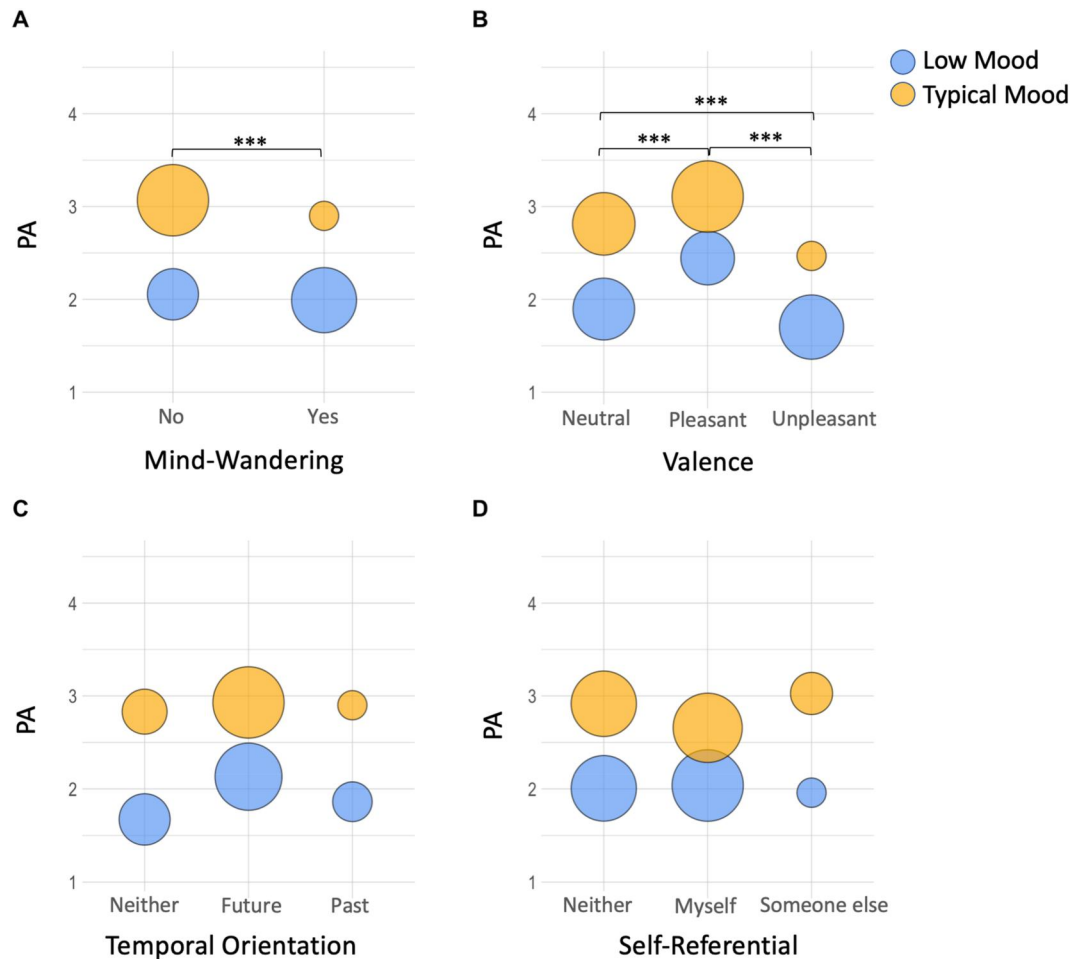 A
4
3
2
1
PA
***
No Yes
Mind-Wandering
B
4
3
2
1
PA
***
*** ***
Neutral Pleasant Unpleasant
Valence
Low Mood
Typical Mood
C
4
3
2
1
PA
Neither Future Past
Temporal Orientation
D
4
3
2
1
PA
Neither Myself Someone else
Self-Referential